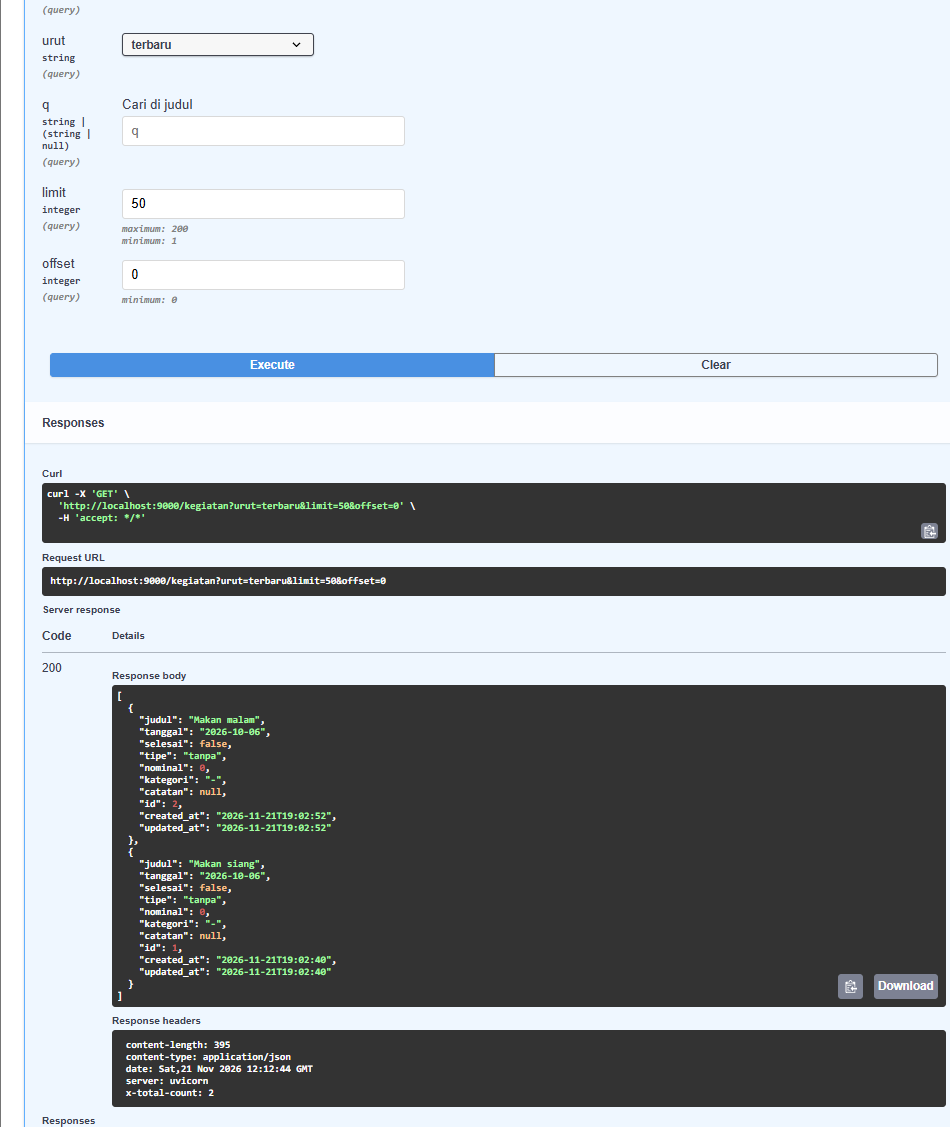 (query)
urut
string
(query)
terbaru
q
string |
(string |
null)
(query)
Cari di judul
q
limit
integer
(query)
50
maximum: 200
minimum: 1
offset
integer
(query)
0
minimum: 0
Execute
Clear
Responses
Curl
curl -X 'GET' \
'http://localhost:9000/kegiatan?urut=terbaru&limit=50&offset=0' \
-H 'accept: */*'
Request URL
http://localhost:9000/kegiatan?urut=terbaru&limit=50&offset=0
Server response
Code
Details
200
Response body
[
{
"judul": "Makan malam",
"tanggal": "2026-10-06",
"selesai": false,
"tipe": "tanpa",
"nominal": 0,
"kategori": "-",
"catatan": null,
"id": 2,
"created_at": "2026-11-21T19:02:52",
"updated_at": "2026-11-21T19:02:52"
},
{
"judul": "Makan siang",
"tanggal": "2026-10-06",
"selesai": false,
"tipe": "tanpa",
"nominal": 0,
"kategori": "-",
"catatan": null,
"id": 1,
"created_at": "2026-11-21T19:02:40",
"updated_at": "2026-11-21T19:02:40"
}
]
Download
Response headers
content-length: 395
content-type: application/json
date: Sat,21 Nov 2026 12:12:44 GMT
server: uvicorn
x-total-count: 2
Responses